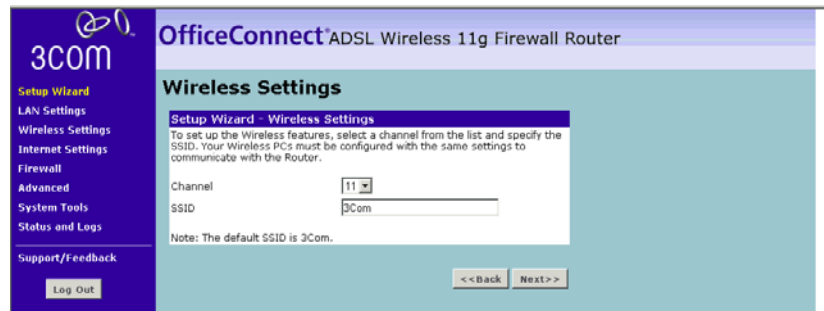 3COM
OfficeConnect® ADSL Wireless 11g Firewall Router
Setup Wizard
LAN Settings
Wireless Settings
Internet Settings
Firewall
Advanced
System Tools
Status and Logs
Support/Feedback
Log Out
Wireless Settings
Setup Wizard - Wireless Settings
To set up the Wireless features, select a channel from the list and specify the
SSID. Your Wireless PCs must be configured with the same settings to
communicate with the Router.
Channel 11
SSID 3Com
Note: The default SSID is 3Com.
<<Back Next>>